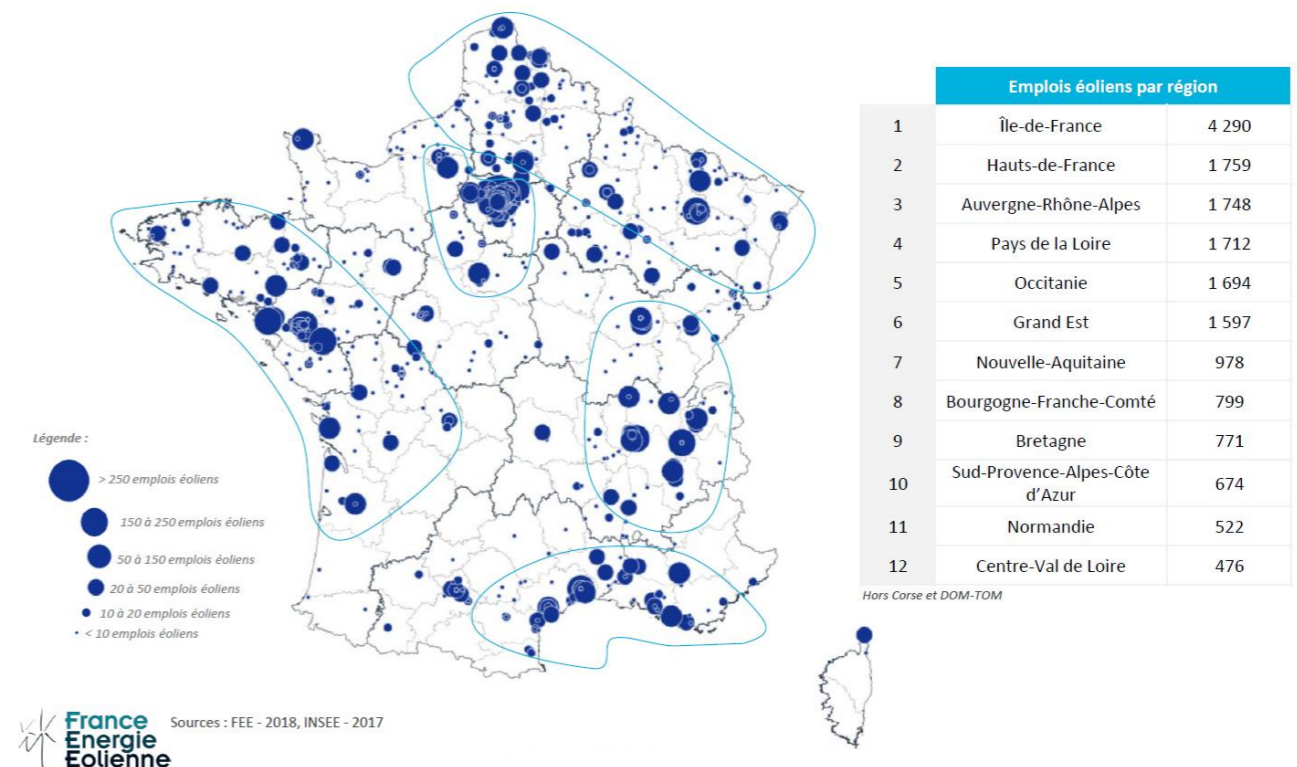 Emplois éoliens par région
1 Île-de-France 4 290
2 Hauts-de-France 1 759
3 Auvergne-Rhône-Alpes 1 748
4 Pays de la Loire 1 712
5 Occitanie 1 694
6 Grand Est 1 597
7 Nouvelle-Aquitaine 978
8 Bourgogne-Franche-Comté 799
9 Bretagne 771
10 Sud-Provence-Alpes-Côte
d'Azur 674
11 Normandie 522
12 Centre-Val de Loire 476
Hors Corse et DOM-TOM
Légende :
> 250 emplois éoliens
150 à 250 emplois éoliens
50 à 150 emplois éoliens
20 à 50 emplois éoliens
10 à 20 emplois éoliens
< 10 emplois éoliens
France
Energie
Eolienne
Sources : FEE - 2018, INSEE - 2017